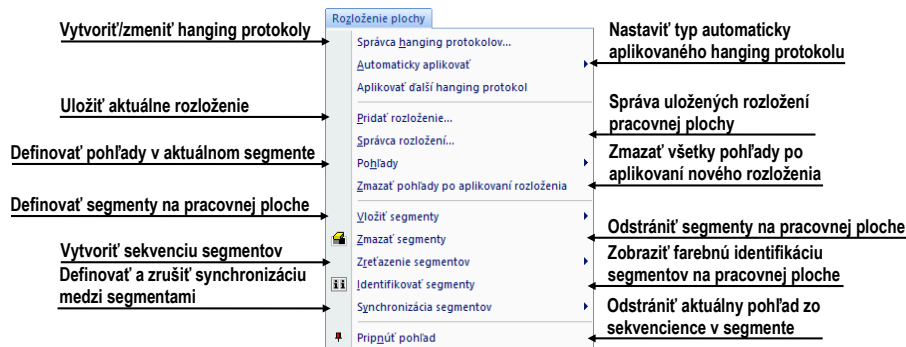 Rozloženie plochy
Vytvoriť/zmeniť hanging protokoly
Správca hanging protokolov...
Nastaviť typ automaticky
aplikovaného hanging protokolu
Automaticky aplikovať
Aplikovať ďalší hanging protokol
Uložiť aktuálne rozloženie
Pridať rozloženie...
Správa uložených rozložení
pracovnej plochy
Správca rozložení...
Definovať pohľady v aktuálnom segmente
Pohľady
Zmazať všetky pohľady po
aplikovaní nového rozloženia
Zmazať pohľady po aplikovaní rozloženia
Definovať segmenty na pracovnej ploche
Vložiť segmenty
Odstrániť segmenty na pracovnej ploche
Zmazať segmenty
Vytvoriť sekvenciu segmentov
Zreťazenie segmentov
Zobraziť farebnú identifikáciu
segmentov na pracovnej ploche
Definovať a zrušiť synchronizáciu
medzi segmentami
Identifikovať segmenty
Synchronizácia segmentov
Odstrániť aktuálny pohľad zo
sekvencience v segmente
Pripnúť pohľad